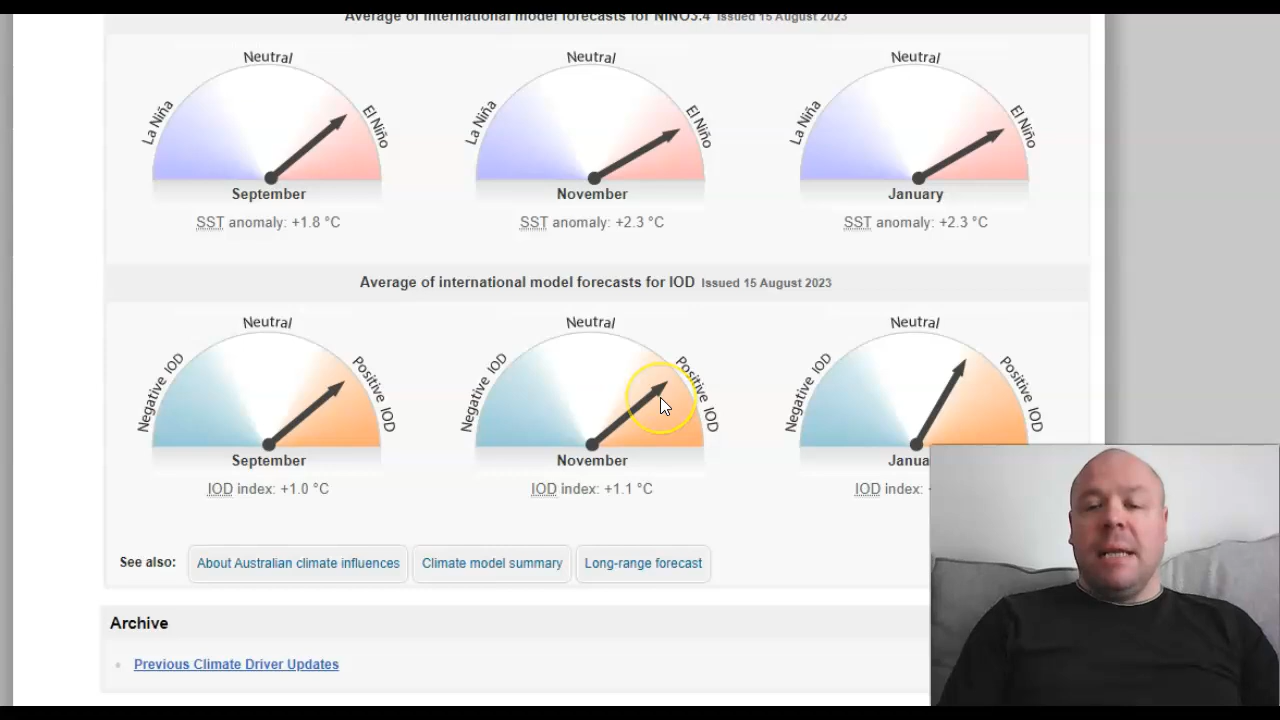 Average of international model forecasts for NINO3.4 Issued 15 August 2023
Neutral Neutral Neutral
La Niña El Niño La Niña El Niño La Niña El Niño
September November January
SST anomaly: +1.8 °C SST anomaly: +2.3 °C SST anomaly: +2.3 °C
Average of international model forecasts for IOD Issued 15 August 2023
Neutral Neutral Neutral
Negative IOD Positive IOD Negative IOD Positive IOD Negative IOD Positive IOD
September November Janua
IOD index: +1.0 °C IOD index: +1.1 °C IOD index:
See also: About Australian climate influences Climate model summary Long-range forecast
Archive
Previous Climate Driver Updates